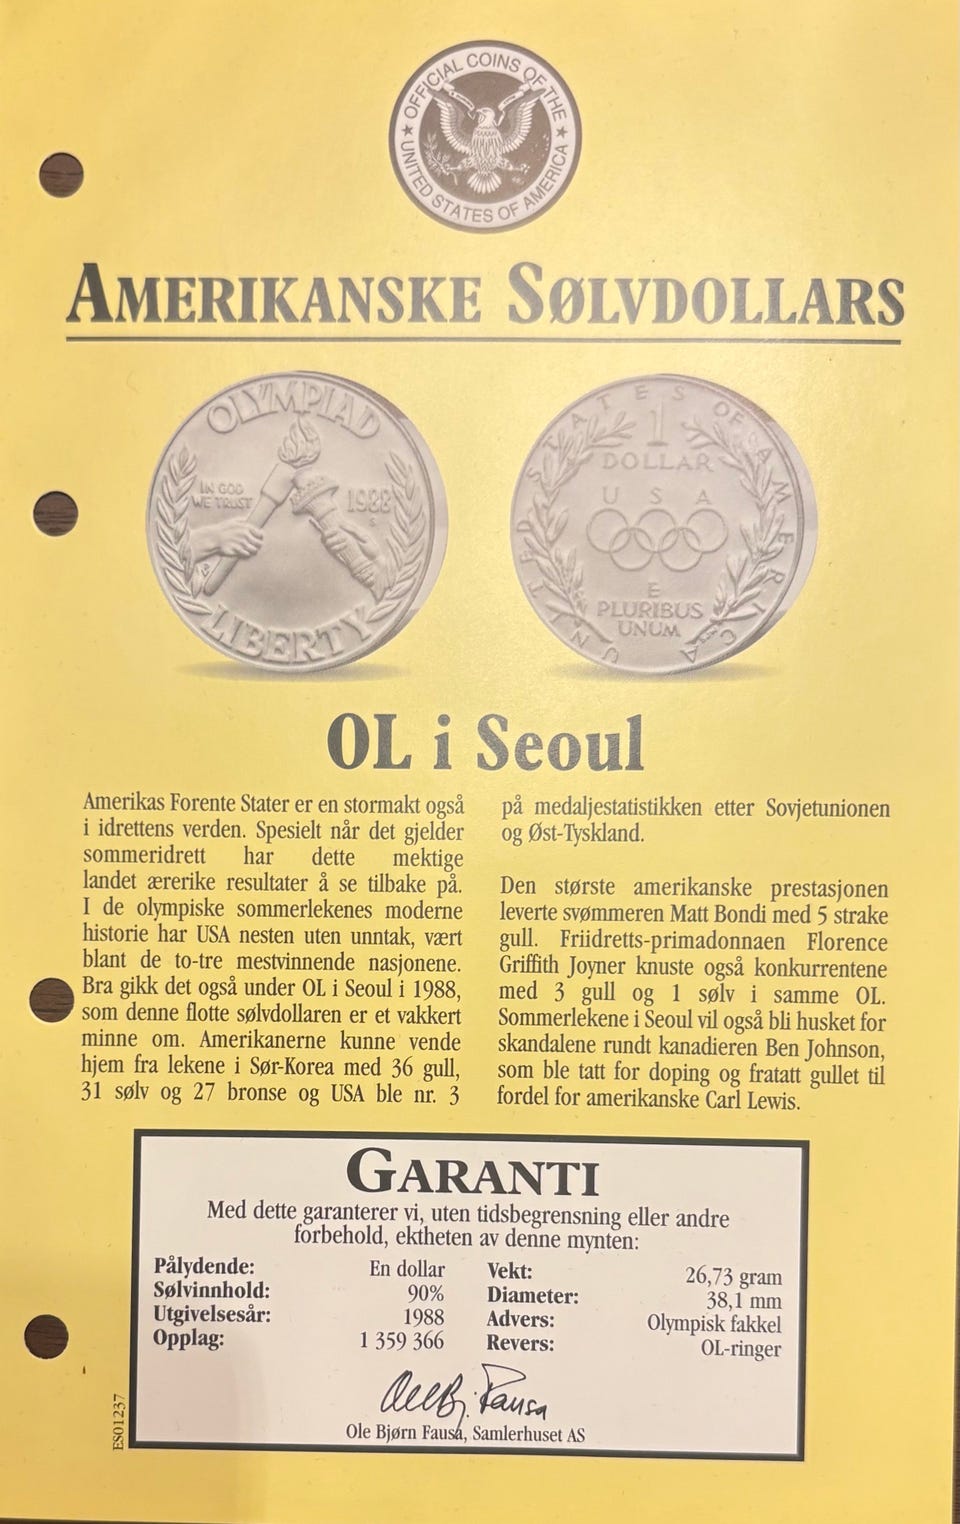 OFFICIAL COINS OF THE
UNITED STATES OF AMERICA
AMERIKANSKE SØLVDOLLARS
OLYMPIAD
IN GOD
WE TRUST
1988
S
LIBERTY
UNITED STATES OF AMERICA
1
DOLLAR
U S A
E
PLURIBUS
UNUM
OL i Seoul
Amerikas Forente Stater er en stormakt også
i idrettens verden. Spesielt når det gjelder
sommeridrett har dette mektige
landet ærerike resultater å se tilbake på.
I de olympiske sommerlekenes moderne
historie har USA nesten uten unntak, vært
blant de to-tre mestvinnende nasjonene.
Bra gikk det også under OL i Seoul i 1988,
som denne flotte sølvdollaren er et vakkert
minne om. Amerikanerne kunne vende
hjem fra lekene i Sør-Korea med 36 gull,
31 sølv og 27 bronse og USA ble nr. 3
på medaljestatistikken etter Sovjetunionen
og Øst-Tyskland.
Den største amerikanske prestasjonen
leverte svømmeren Matt Bondi med 5 strake
gull. Friidretts-primadonnaen Florence
Griffith Joyner knuste også konkurrentene
med 3 gull og 1 sølv i samme OL.
Sommerlekene i Seoul vil også bli husket for
skandalene rundt kanadieren Ben Johnson,
som ble tatt for doping og fratatt gullet til
fordel for amerikanske Carl Lewis.
GARANTI
Med dette garanterer vi, uten tidsbegrensning eller andre
forbehold, ektheten av denne mynten:
Pålydende: En dollar
Sølvinnhold: 90%
Utgivelsesår: 1988
Opplag: 1 359 366
Vekt: 26,73 gram
Diameter: 38,1 mm
Advers: Olympisk fakkel
Revers: OL-ringer
Ole Bj. Fausa
Ole Bjørn Fausa, Samlerhuset AS
ES01237